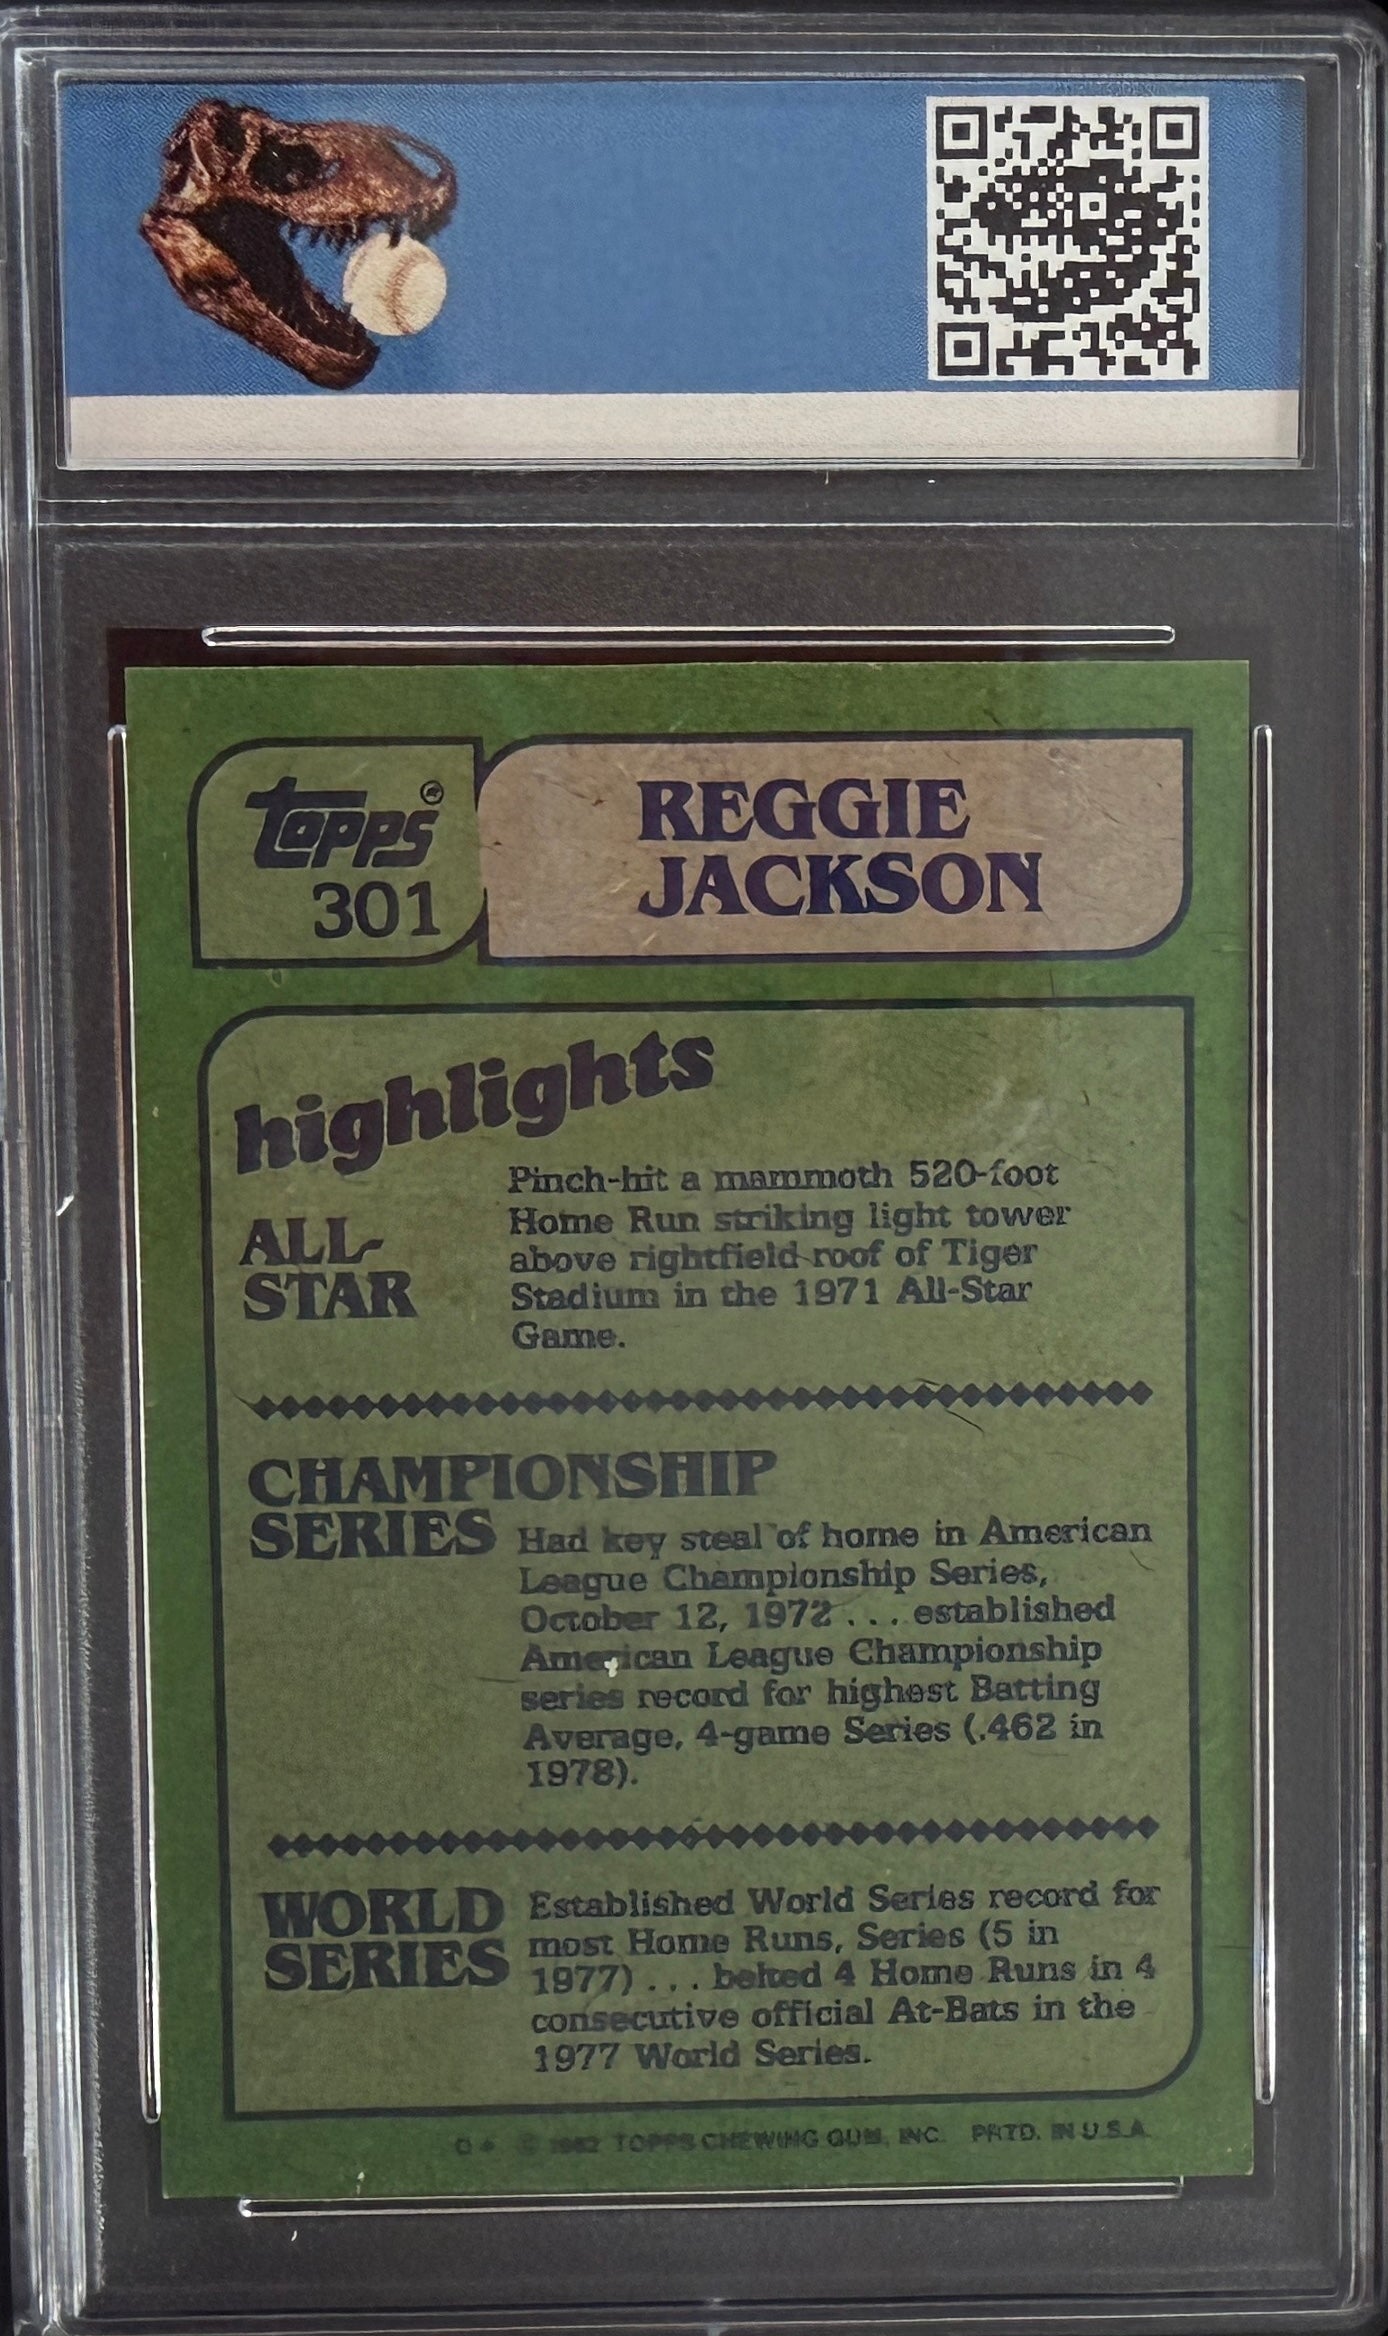 topps®
301
REGGIE
JACKSON
highlights
ALL-
STAR
Pinch-hit a mammoth 520-foot
Home Run striking light tower
above rightfield roof of Tiger
Stadium in the 1971 All-Star
Game.
CHAMPIONSHIP
SERIES
Had key steal of home in American
League Championship Series,
October 12, 1972 . . . established
American League Championship
series record for highest Batting
Average, 4-game Series (.462 in
1978).
WORLD
SERIES
Established World Series record for
most Home Runs, Series (5 in
1977) . . . belted 4 Home Runs in 4
consecutive official At-Bats in the
1977 World Series.
© 1982 TOPPS CHEWING GUM, INC. PRTD. IN U.S.A.